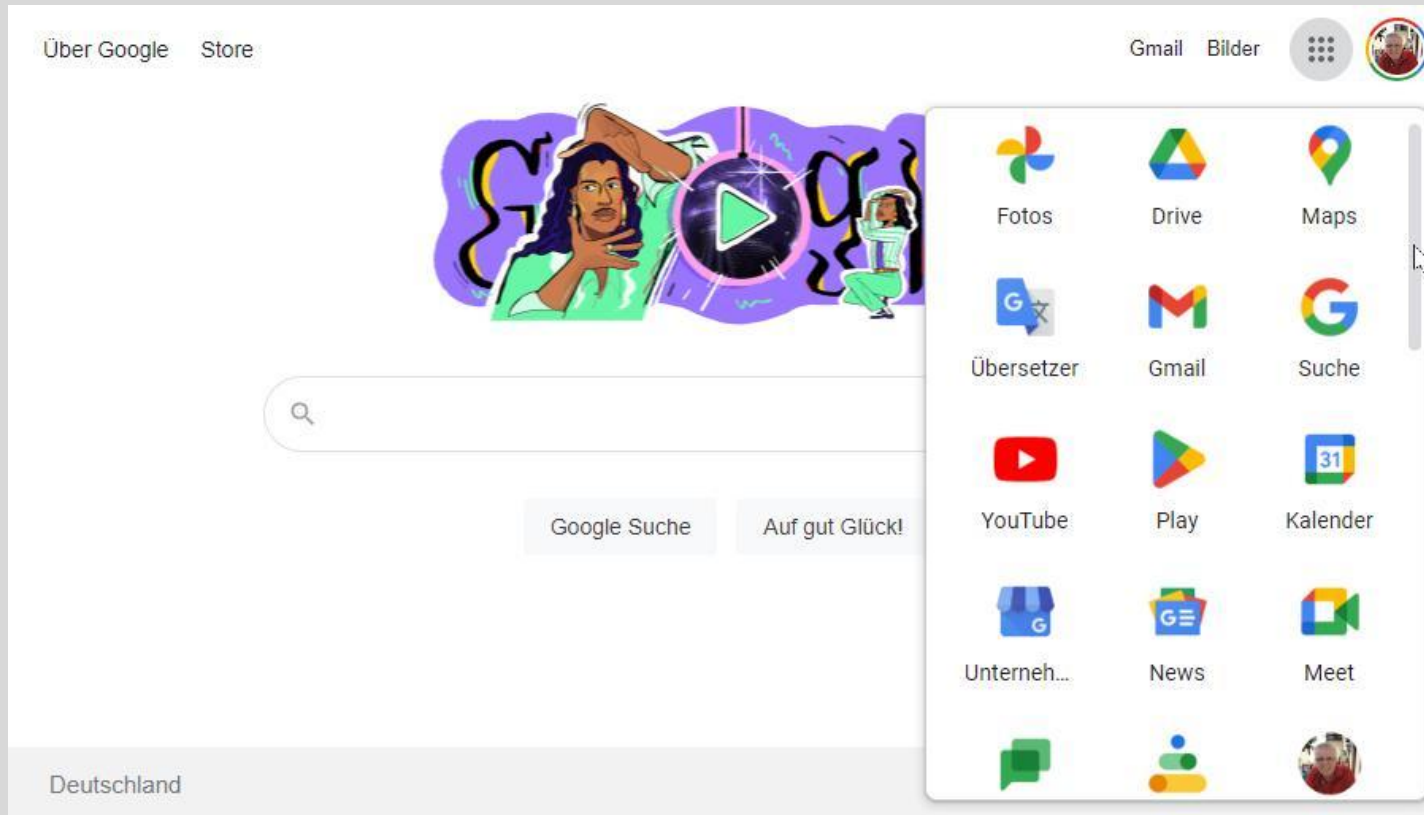 Über Google Store Gmail Bilder
Fotos Drive Maps
G 文
Übersetzer Gmail Suche
31
YouTube Play Kalender
Google Suche Auf gut Glück!
G G
Unterneh... News Meet
Deutschland